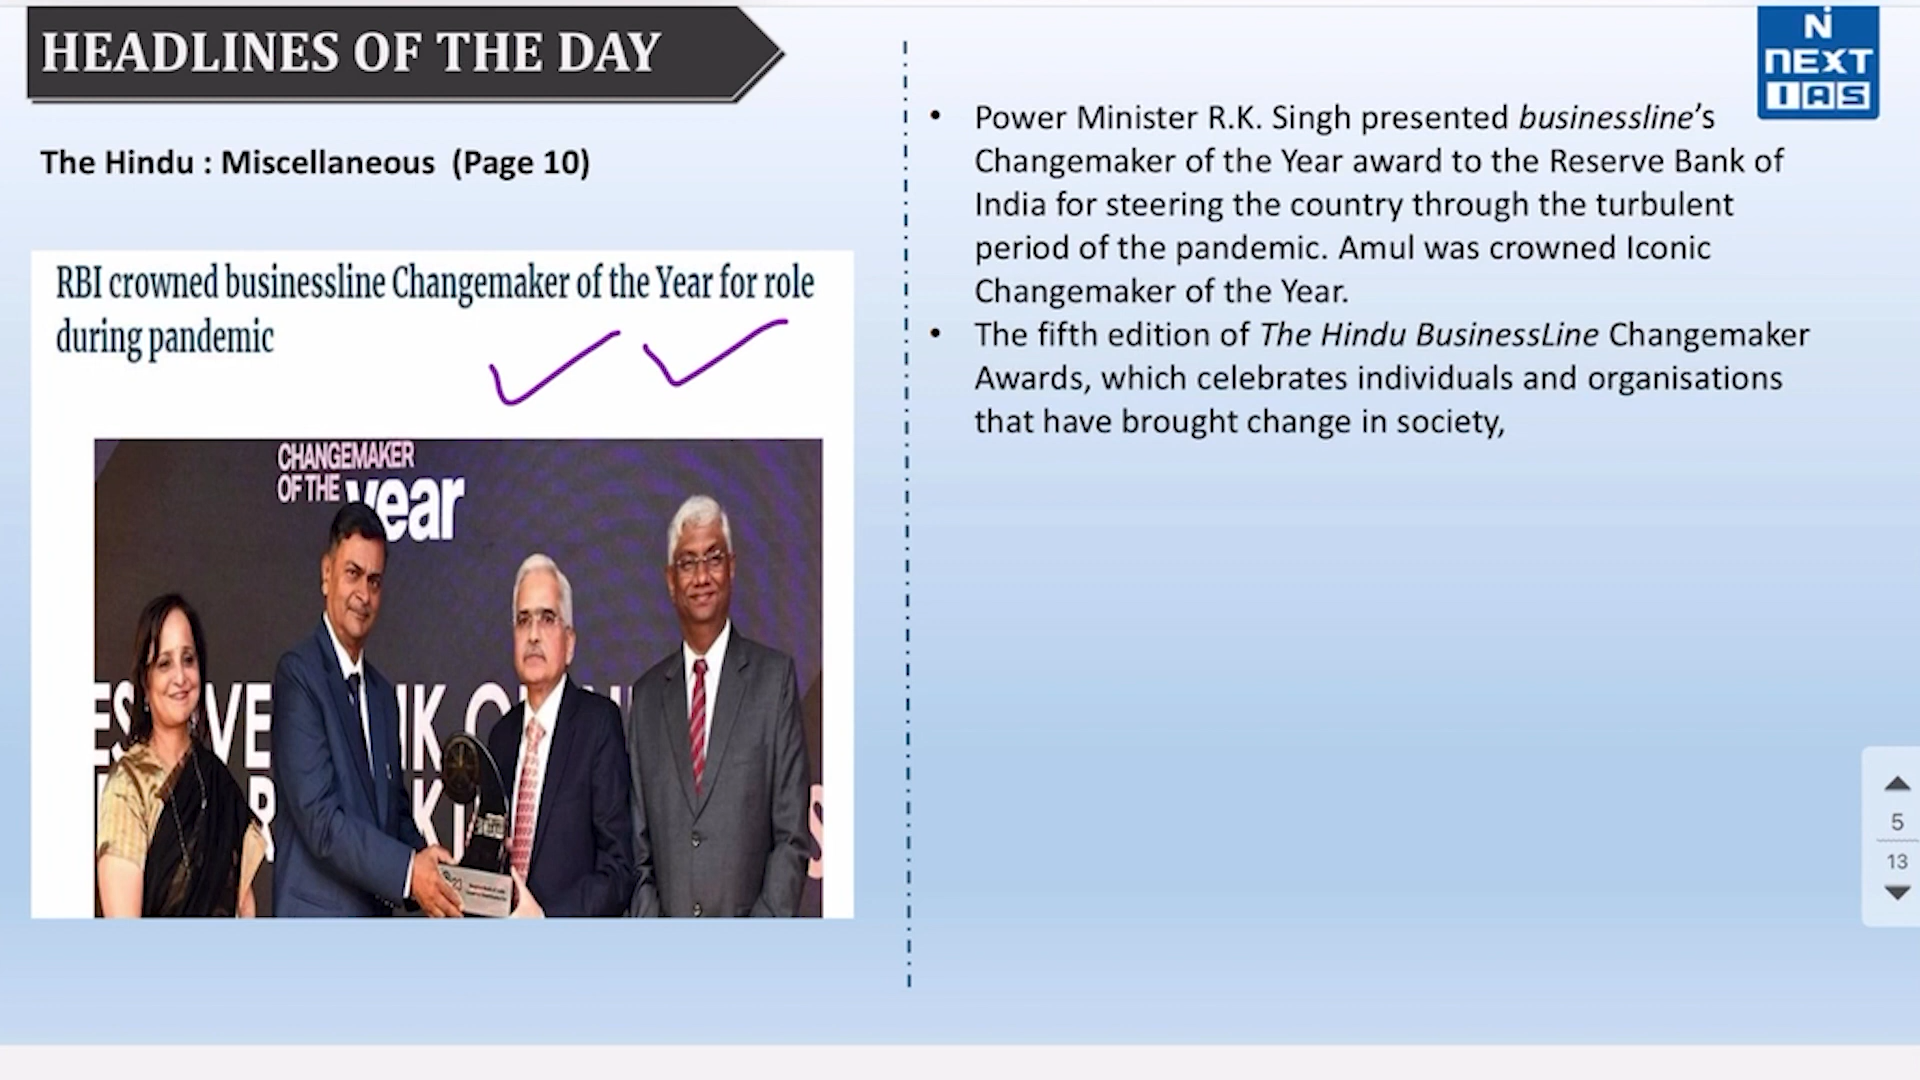 HEADLINES OF THE DAY
The Hindu : Miscellaneous (Page 10)
RBI crowned businessline Changemaker of the Year for role
during pandemic
CHANGEMAKER
OF THE year
N
NEXT
IAS
• Power Minister R.K. Singh presented businessline’s
Changemaker of the Year award to the Reserve Bank of
India for steering the country through the turbulent
period of the pandemic. Amul was crowned Iconic
Changemaker of the Year.
• The fifth edition of The Hindu BusinessLine Changemaker
Awards, which celebrates individuals and organisations
that have brought change in society,
5
13